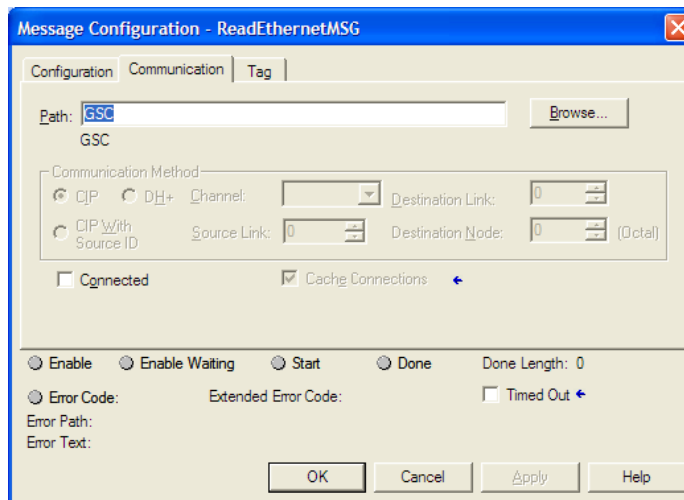 Message Configuration - ReadEthernetMSG
Configuration Communication Tag
Path: GSC Browse...
GSC
Communication Method
CIP DH+ Channel: Destination Link: 0
CIP With Source ID Source Link: 0 Destination Node: 0 (Octal)
Connected Cache Connections
Enable Enable Waiting Start Done Done Length: 0
Error Code: Extended Error Code: Timed Out
Error Path:
Error Text:
OK Cancel Apply Help